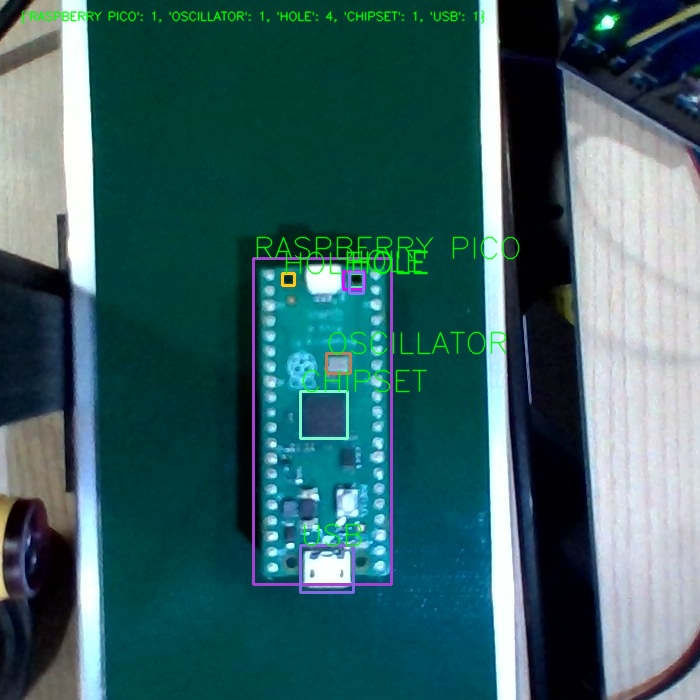 {'RASPBERRY PICO': 1, 'OSCILLATOR': 1, 'HOLE': 4, 'CHIPSET': 1, 'USB': 1}
RASPBERRY PICO
HOLE
HOLE
OSCILLATOR
CHIPSET
USB